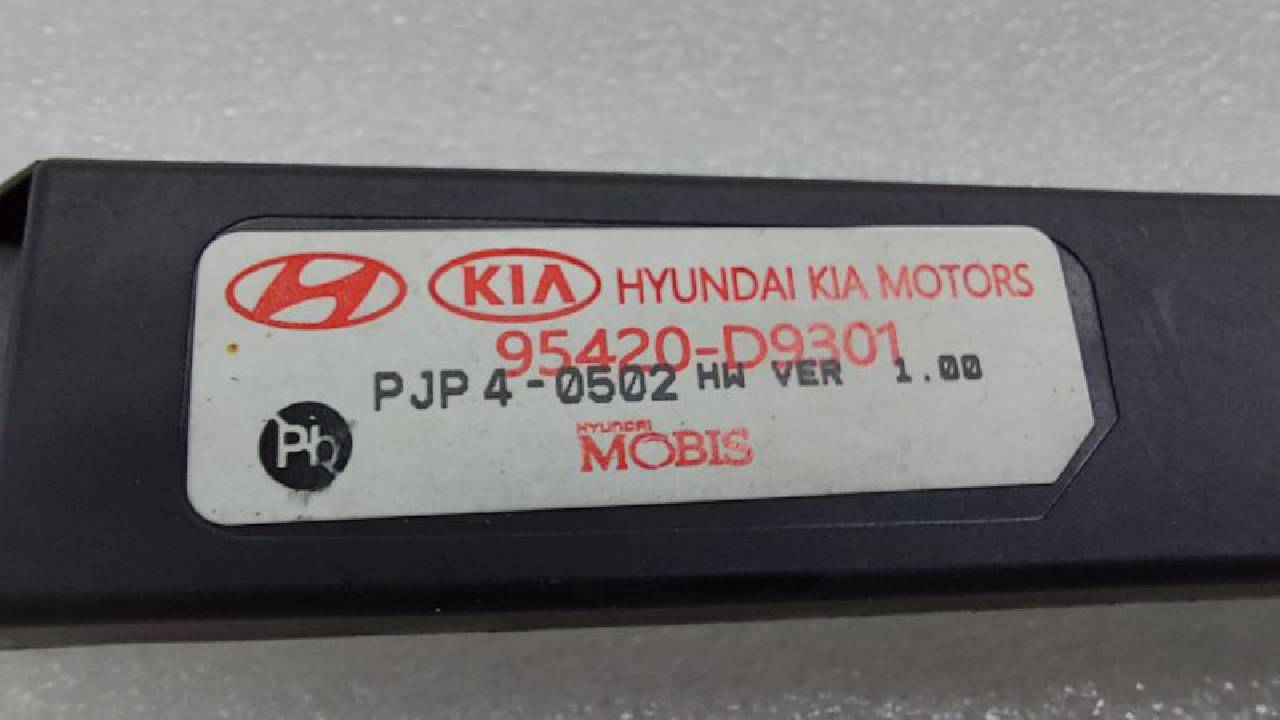 KIA HYUNDAI KIA MOTORS
95420-D9301
PJP4-0502 HW VER 1.00
Pb
HYUNDAI
MOBIS